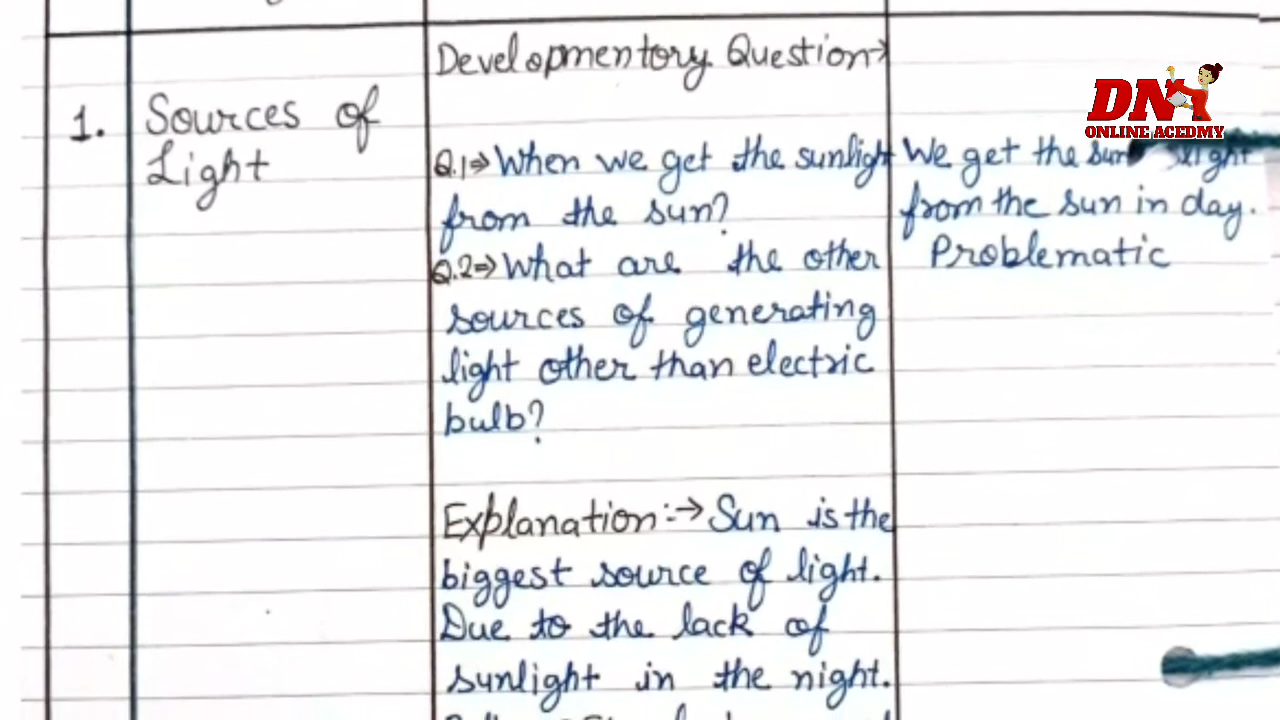 Developmentory Question→
1. Sources of
Light
Q.1⇒ When we get the sunlight
from the sun?
Q.2⇒ What are the other
sources of generating
light other than electric
bulb?
Explanation:→ Sun is the
biggest source of light.
Due to the lack of
sunlight in the night.
We get the sun light
from the sun in day.
Problematic
DN
ONLINE ACEDMY